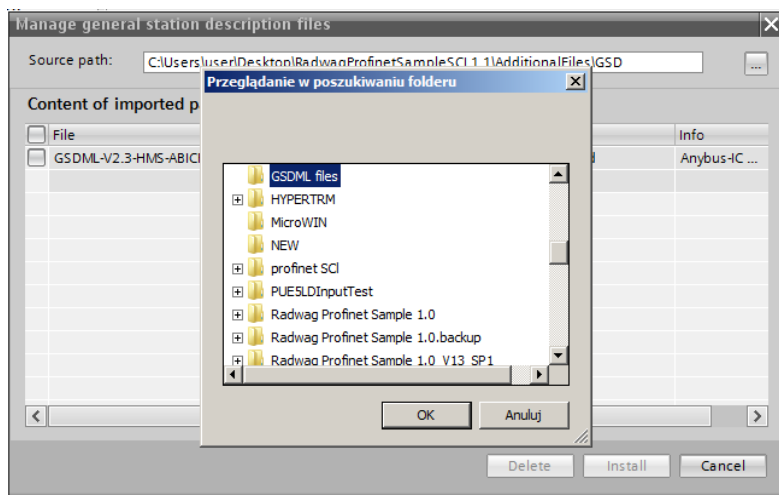 Manage general station description files
Source path: C:\Users\user\Desktop\RadwagProfinetSampleSCL1.1\AdditionalFiles\GSD ...
Przeglądanie w poszukiwaniu folderu
Content of imported p
File Info
GSDML-V2.3-HMS-ABICI Anybus-IC ...
GSDML files
HYPERTRM
MicroWIN
NEW
profinet SCl
PUE5LDInputTest
Radwag Profinet Sample 1.0
Radwag Profinet Sample 1.0.backup
Radwag Profinet Sample 1.0_V13_SP1
OK Anuluj
Delete Install Cancel